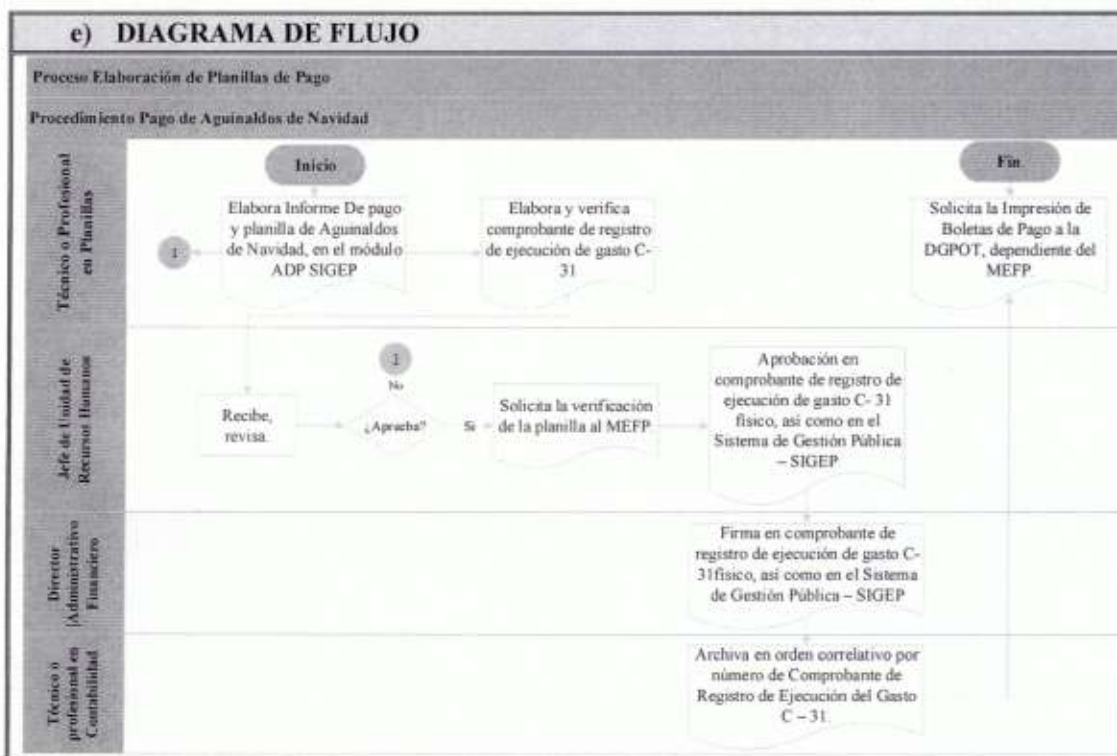 e) DIAGRAMA DE FLUJO
Proceso Elaboración de Planillas de Pago
Procedimiento Pago de Aguinaldos de Navidad
Técnico o Profesional
en Planillas
Inicio
Elabora Informe De pago
y planilla de Aguinaldos
de Navidad, en el módulo
ADP SIGEP
1
Elabora y verifica
comprobante de registro
de ejecución de gasto C-
31
Fin.
Solicita la Impresión de
Boletas de Pago a la
DGPOT, dependiente del
MEFP.
Jefe de Unidad de
Recursos Humanos
Recibe,
revisa.
1
No
¿Aprueba?
Si
Solicita la verificación
de la planilla al MEFP
Aprobación en
comprobante de registro de
ejecución de gasto C- 31
físico, así como en el
Sistema de Gestión Pública
– SIGEP
Director
|Administrativo
Financiero
Firma en comprobante de
registro de ejecución de gasto C-
31físico, así como en el Sistema
de Gestión Pública – SIGEP
Técnico o
profesional en
Contabilidad
Archiva en orden correlativo por
número de Comprobante de
Registro de Ejecución del Gasto
C – 31.